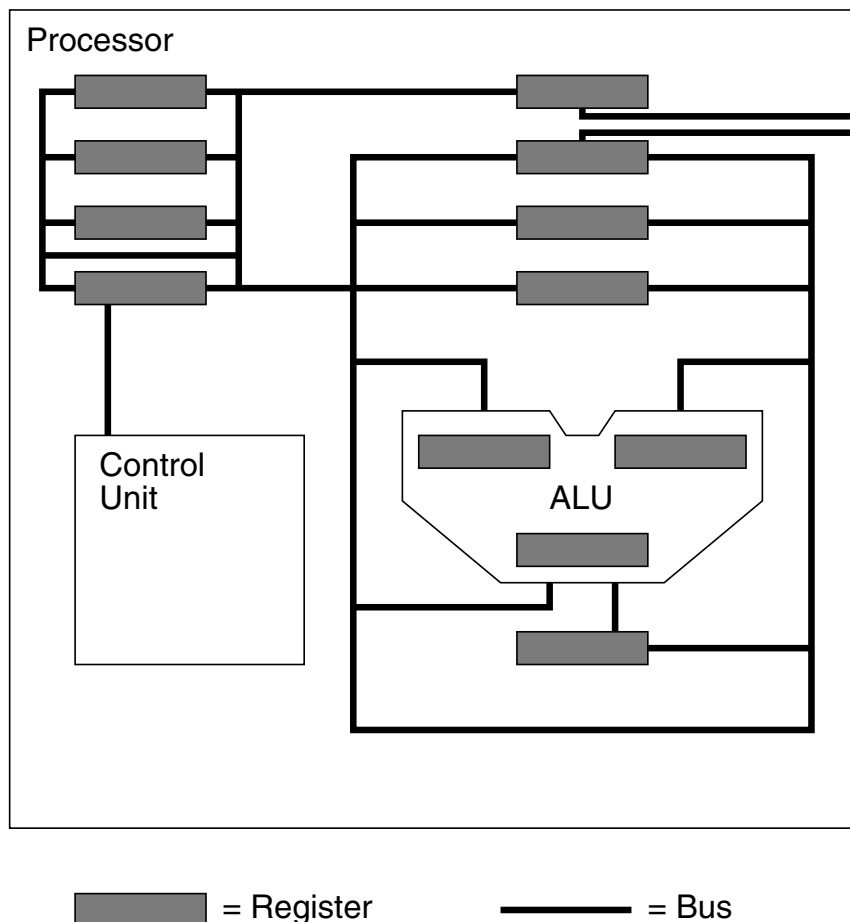 Processor
Control
Unit
ALU
= Register
= Bus